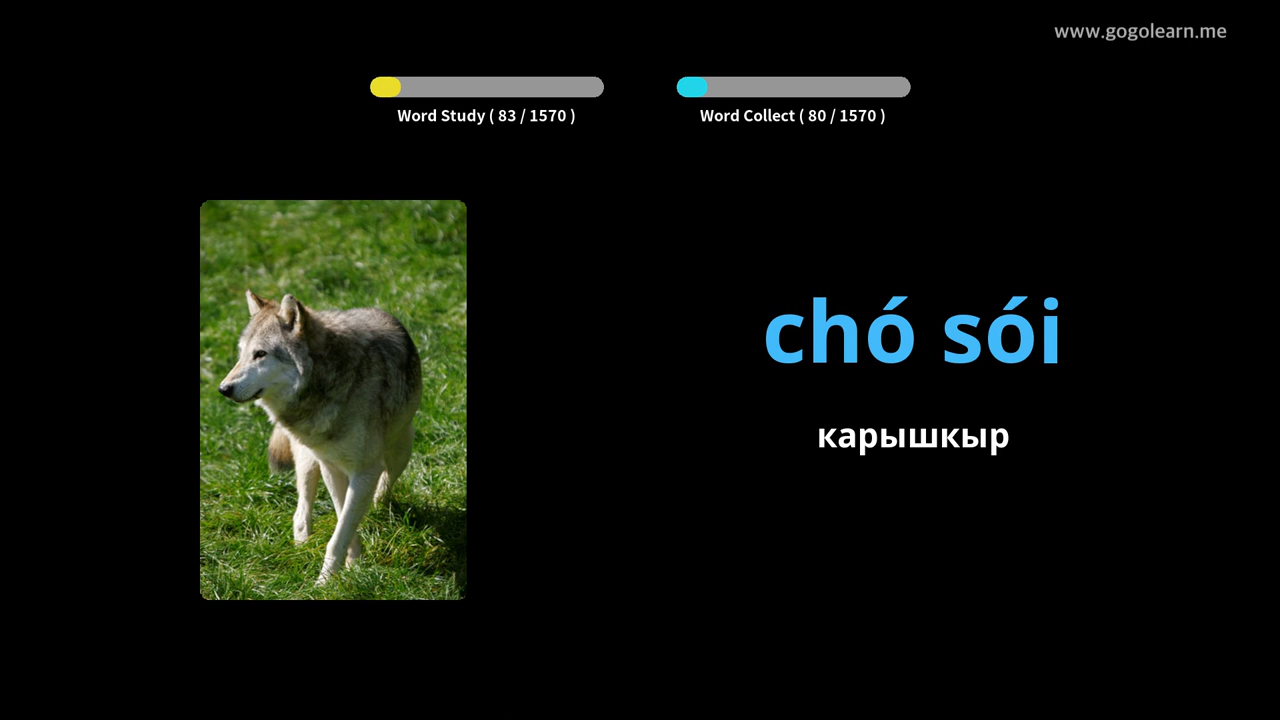 www.gogolearn.me
Word Study ( 83 / 1570 )
Word Collect ( 80 / 1570 )
chó sói
карышкыр